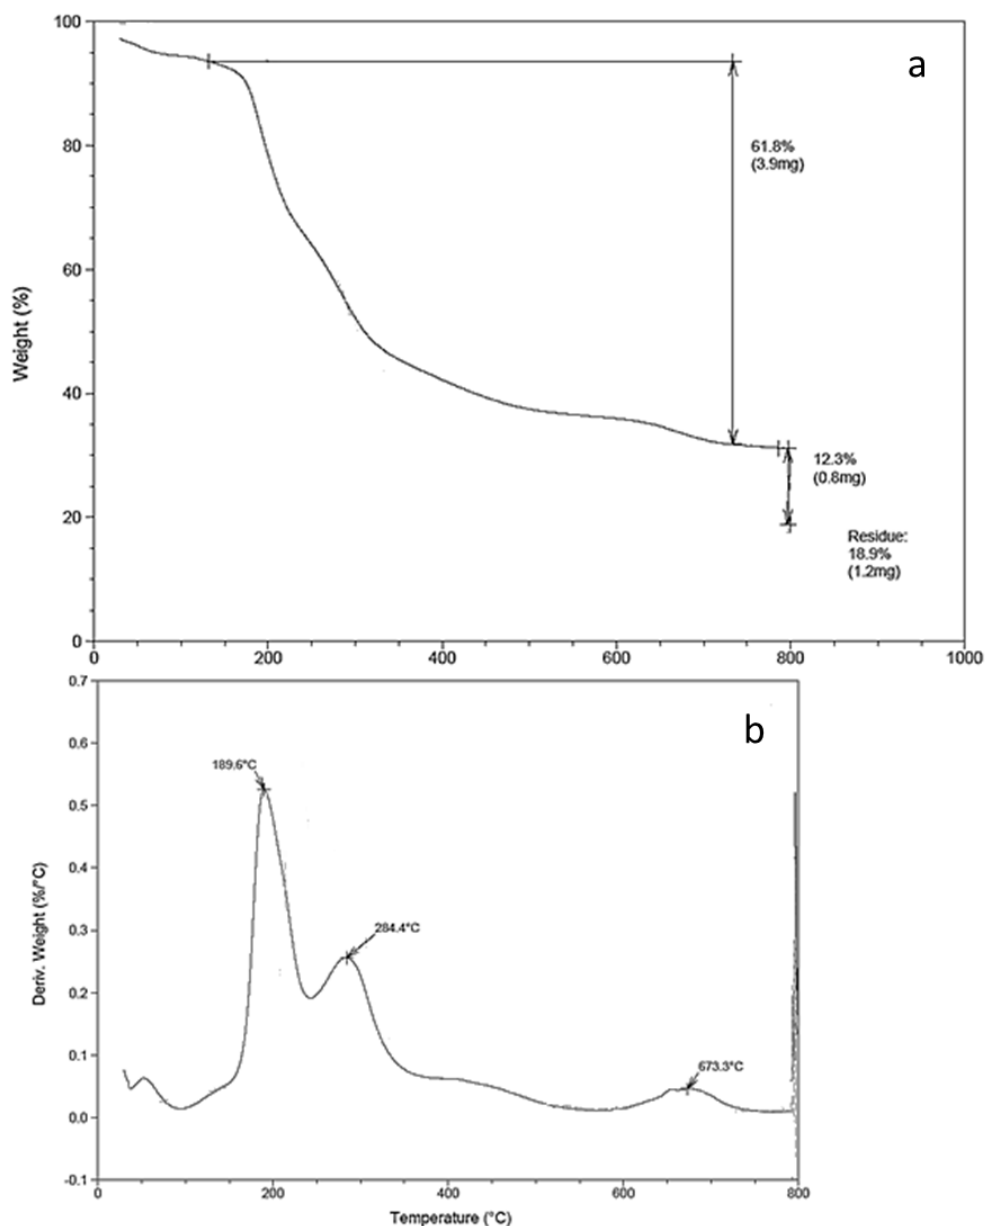 100
80
60
40
20
0
Weight (%)
a
61.8%
(3.9mg)
12.3%
(0.8mg)
Residue:
18.9%
(1.2mg)
0 200 400 600 800 1000
0.7
0.6
0.5
0.4
0.3
0.2
0.1
0.0
-0.1
Deriv. Weight (%/°C)
b
189.6°C
284.4°C
673.3°C
0 200 400 600 800
Temperature (°C)